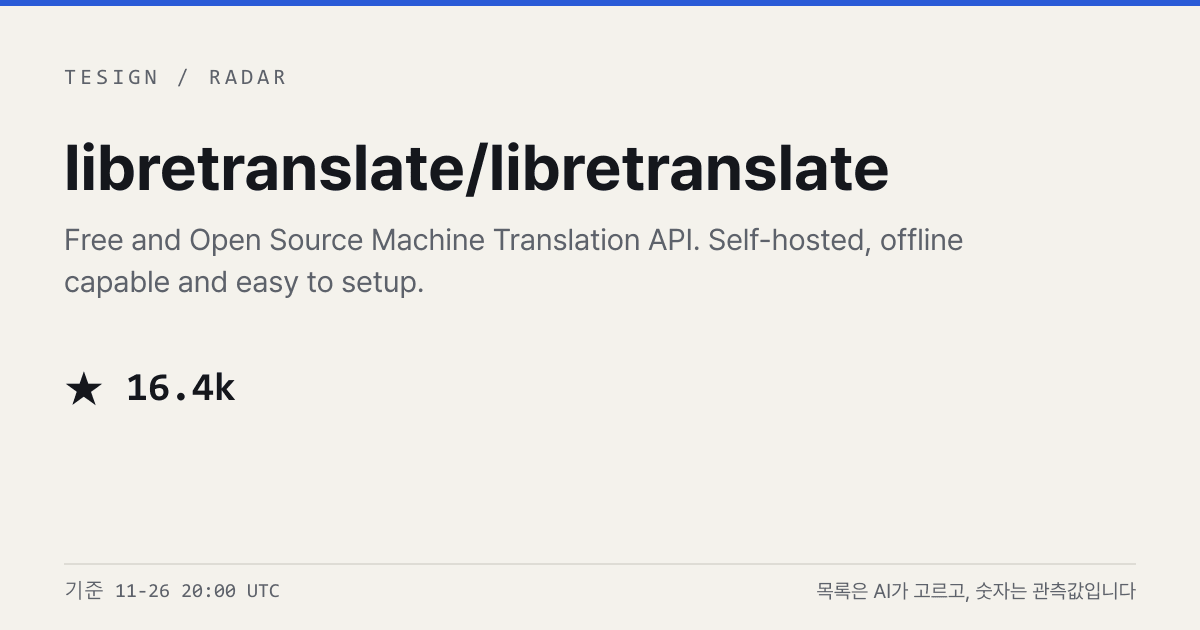 TESIGN / RADAR
libretranslate/libretranslate
Free and Open Source Machine Translation API. Self-hosted, offline
capable and easy to setup.
★ 16.4k
기준 11-26 20:00 UTC
목록은 AI가 고르고, 숫자는 관측값입니다